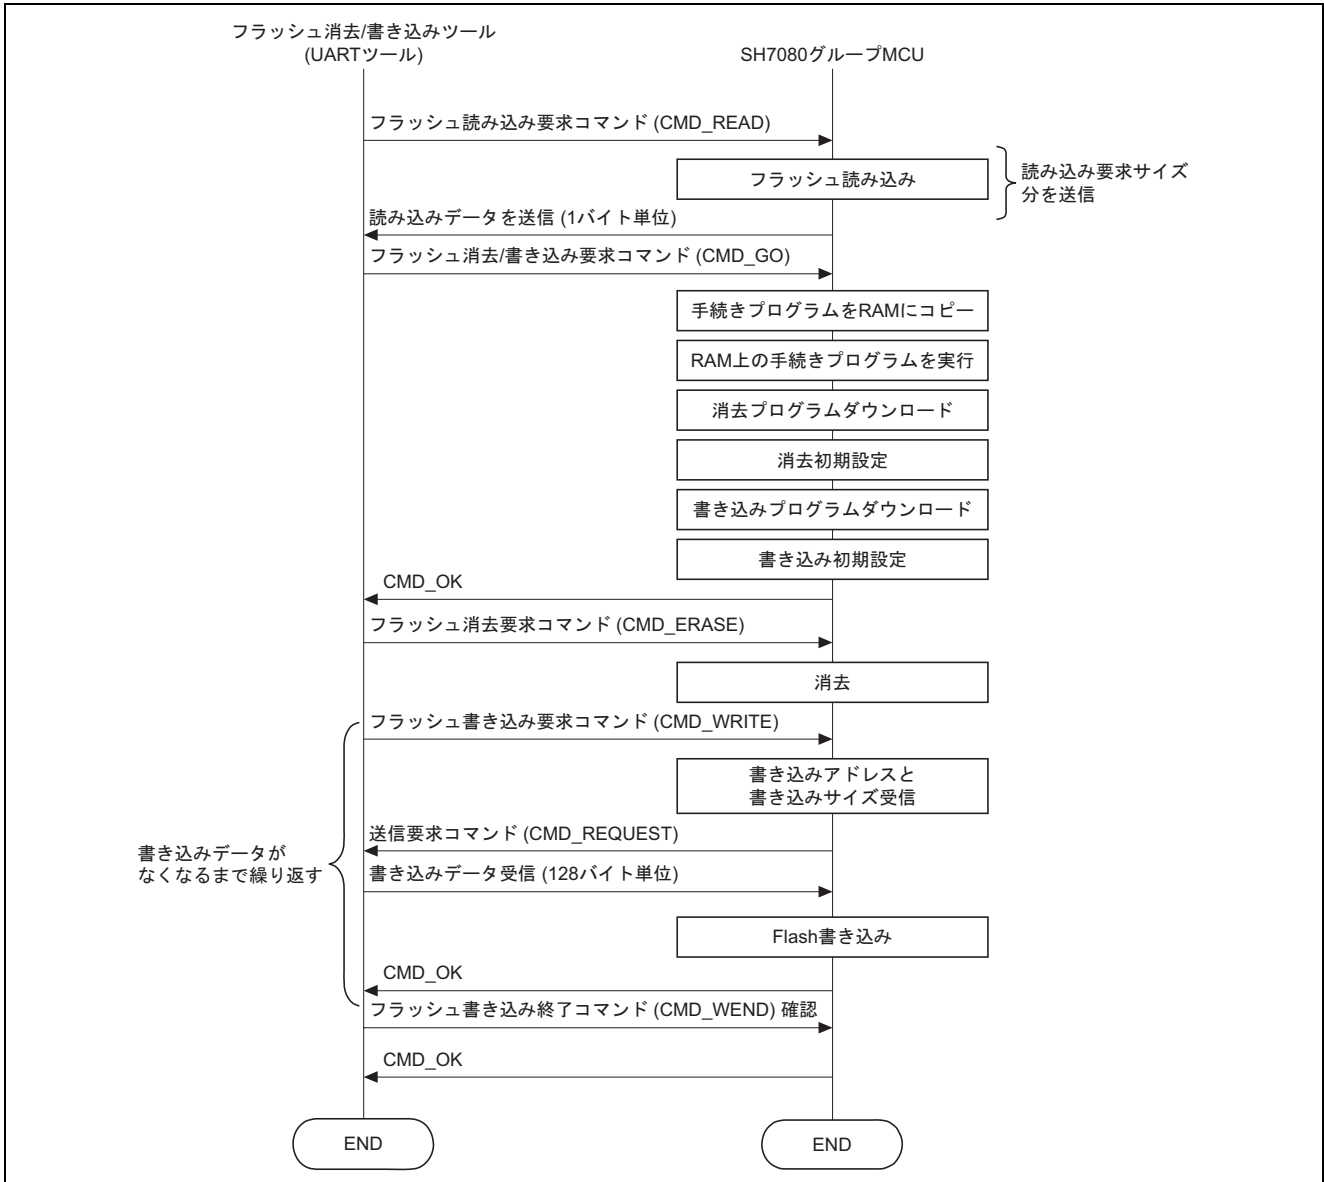 フラッシュ消去/書き込みツール
(UARTツール)
SH7080グループMCU
フラッシュ読み込み要求コマンド (CMD_READ)
フラッシュ読み込み
読み込み要求サイズ
分を送信
読み込みデータを送信 (1バイト単位)
フラッシュ消去/書き込み要求コマンド (CMD_GO)
手続きプログラムをRAMにコピー
RAM上の手続きプログラムを実行
消去プログラムダウンロード
消去初期設定
書き込みプログラムダウンロード
書き込み初期設定
CMD_OK
フラッシュ消去要求コマンド (CMD_ERASE)
消去
フラッシュ書き込み要求コマンド (CMD_WRITE)
書き込みアドレスと
書き込みサイズ受信
送信要求コマンド (CMD_REQUEST)
書き込みデータが
なくなるまで繰り返す
書き込みデータ受信 (128バイト単位)
Flash書き込み
CMD_OK
フラッシュ書き込み終了コマンド (CMD_WEND) 確認
CMD_OK
END
END